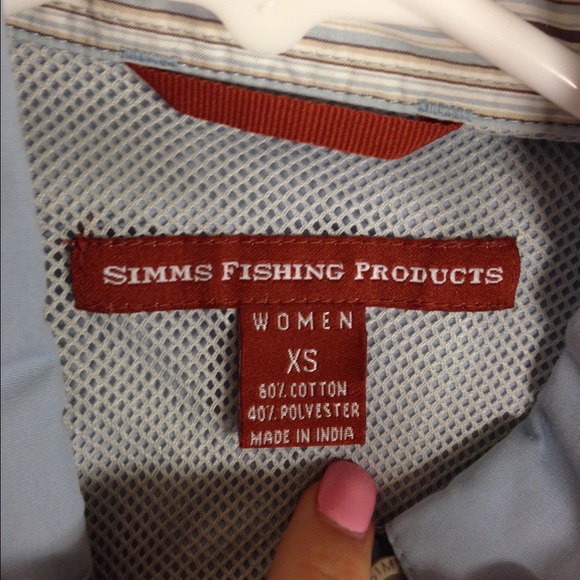 SIMMS FISHING PRODUCTS
WOMEN
XS
60% COTTON
40% POLYESTER
MADE IN INDIA